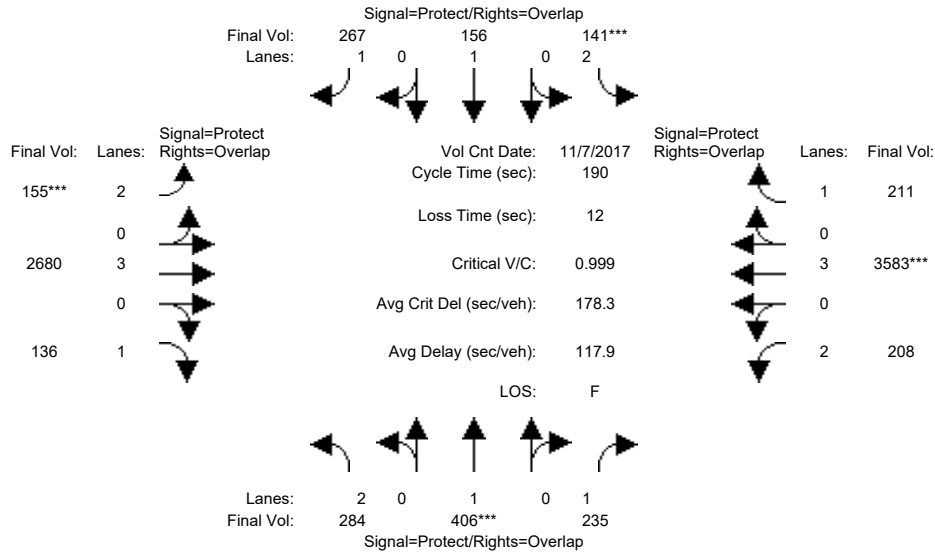 Signal=Protect/Rights=Overlap
Final Vol: 267 156 141***
Lanes: 1 0 1 0 2
Signal=Protect Signal=Protect
Final Vol: Lanes: Rights=Overlap Vol Cnt Date: 11/7/2017 Rights=Overlap Lanes: Final Vol:
Cycle Time (sec): 190
155*** 2 1 211
Loss Time (sec): 12
0 0
2680 3 Critical V/C: 0.999 3 3583***
0 Avg Crit Del (sec/veh): 178.3 0
136 1 Avg Delay (sec/veh): 117.9 2 208
LOS: F
Lanes: 2 0 1 0 1
Final Vol: 284 406*** 235
Signal=Protect/Rights=Overlap